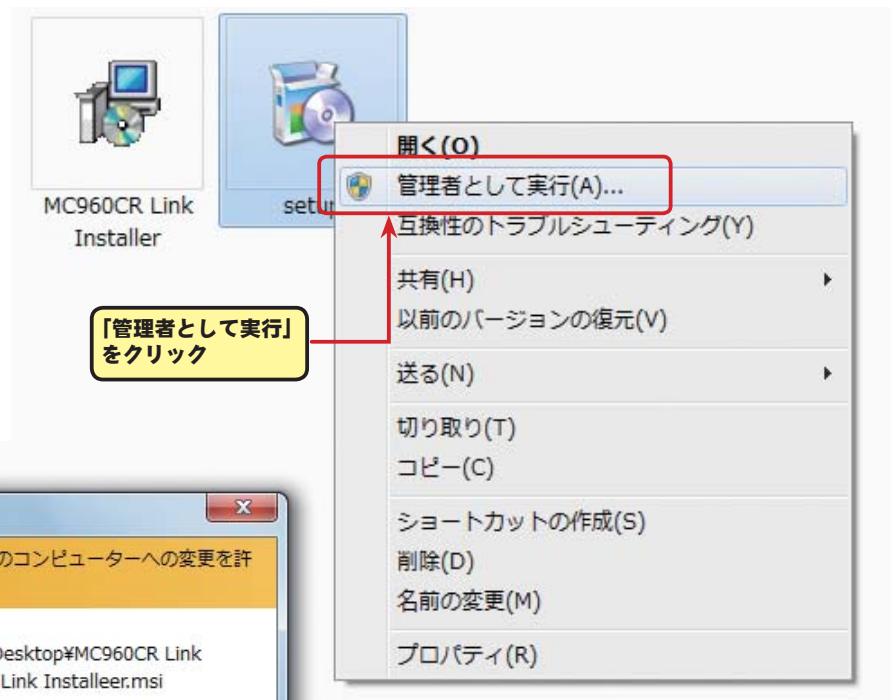 MC960CR Link
Installer
setup
開く(O)
管理者として実行(A)...
互換性のトラブルシューティング(Y)
共有(H)
以前のバージョンの復元(V)
送る(N)
切り取り(T)
コピー(C)
ショートカットの作成(S)
削除(D)
名前の変更(M)
プロパティ(R)
「管理者として実行」
をクリック
のコンピューターへの変更を許
Desktop¥MC960CR Link
Link Installeer.msi